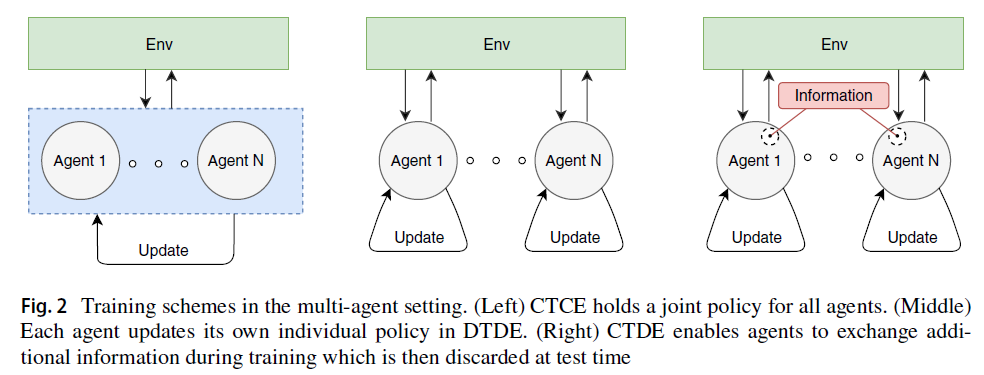 Env
Agent 1
Agent N
Update
Env
Agent 1
Agent N
Update
Update
Env
Information
Agent 1
Agent N
Update
Update
Fig. 2 Training schemes in the multi-agent setting. (Left) CTCE holds a joint policy for all agents. (Middle)
Each agent updates its own individual policy in DTDE. (Right) CTDE enables agents to exchange addi-
tional information during training which is then discarded at test time